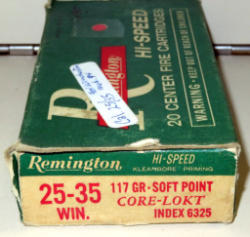 HI-SPEED
Remington
20 CENTER FIRE CARTRIDGES
WARNING - KEEP OUT OF REACH OF CHILDREN
Remington HI-SPEED
KLEANBORE PRIMING
25-35 117 GR-SOFT POINT
WIN. CORE-LOKT
INDEX 6325